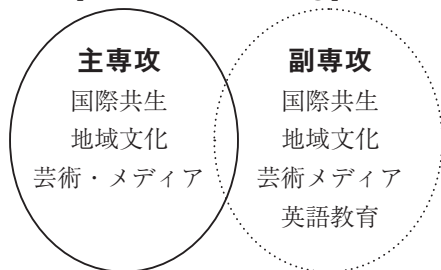 主専攻
国際共生
地域文化
芸術・メディア
副専攻
国際共生
地域文化
芸術メディア
英語教育